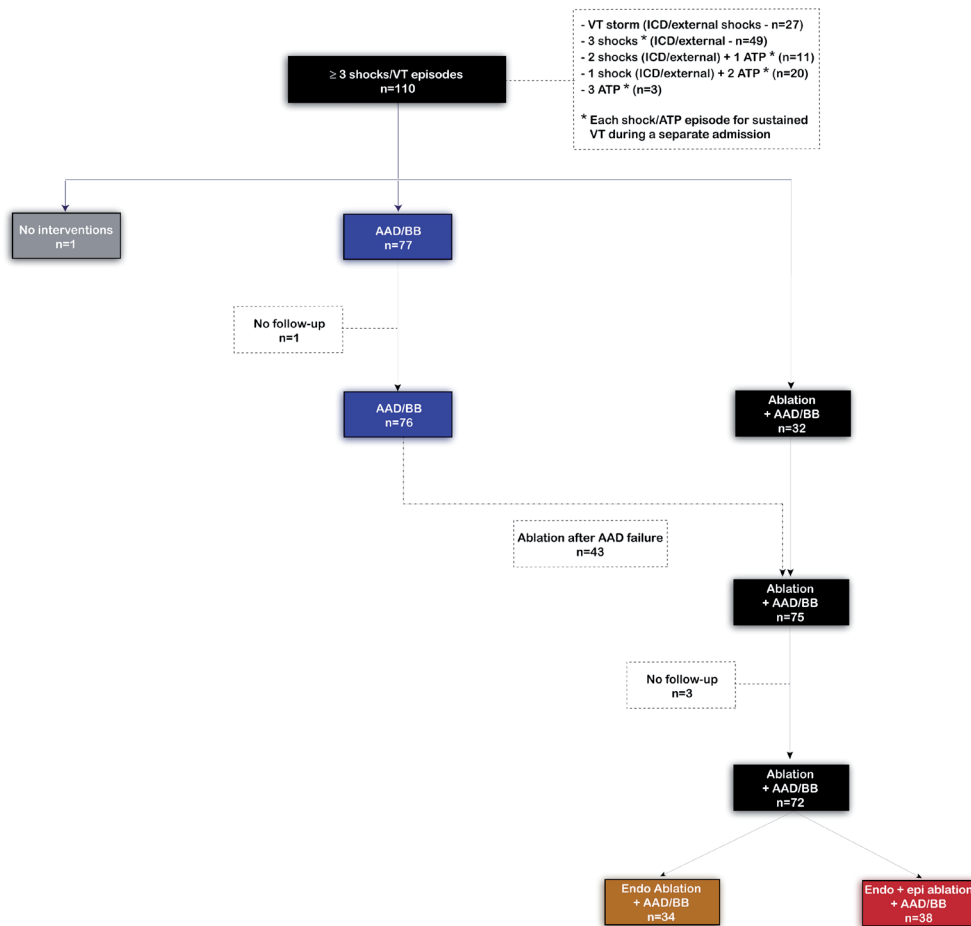 - VT storm (ICD/external shocks - n=27)
- 3 shocks * (ICD/external - n=49)
- 2 shocks (ICD/external) + 1 ATP * (n=11)
- 1 shock (ICD/external) + 2 ATP * (n=20)
- 3 ATP * (n=3)
* Each shock/ATP episode for sustained
VT during a separate admission
≥ 3 shocks/VT episodes
n=110
No interventions
n=1
AAD/BB
n=77
No follow-up
n=1
AAD/BB
n=76
Ablation
+ AAD/BB
n=32
Ablation after AAD failure
n=43
Ablation
+ AAD/BB
n=75
No follow-up
n=3
Ablation
+ AAD/BB
n=72
Endo Ablation
+ AAD/BB
n=34
Endo + epi ablation
+ AAD/BB
n=38